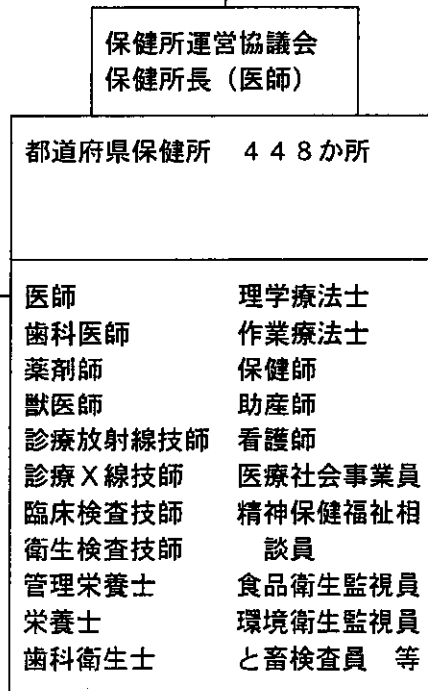 保健所運営協議会
保健所長（医師）
都道府県保健所　４４８か所
医師　理学療法士
歯科医師　作業療法士
薬剤師　保健師
獣医師　助産師
診療放射線技師　看護師
診療Ｘ線技師　医療社会事業員
臨床検査技師　精神保健福祉相
衛生検査技師　談員
管理栄養士　食品衛生監視員
栄養士　環境衛生監視員
歯科衛生士　と畜検査員　等